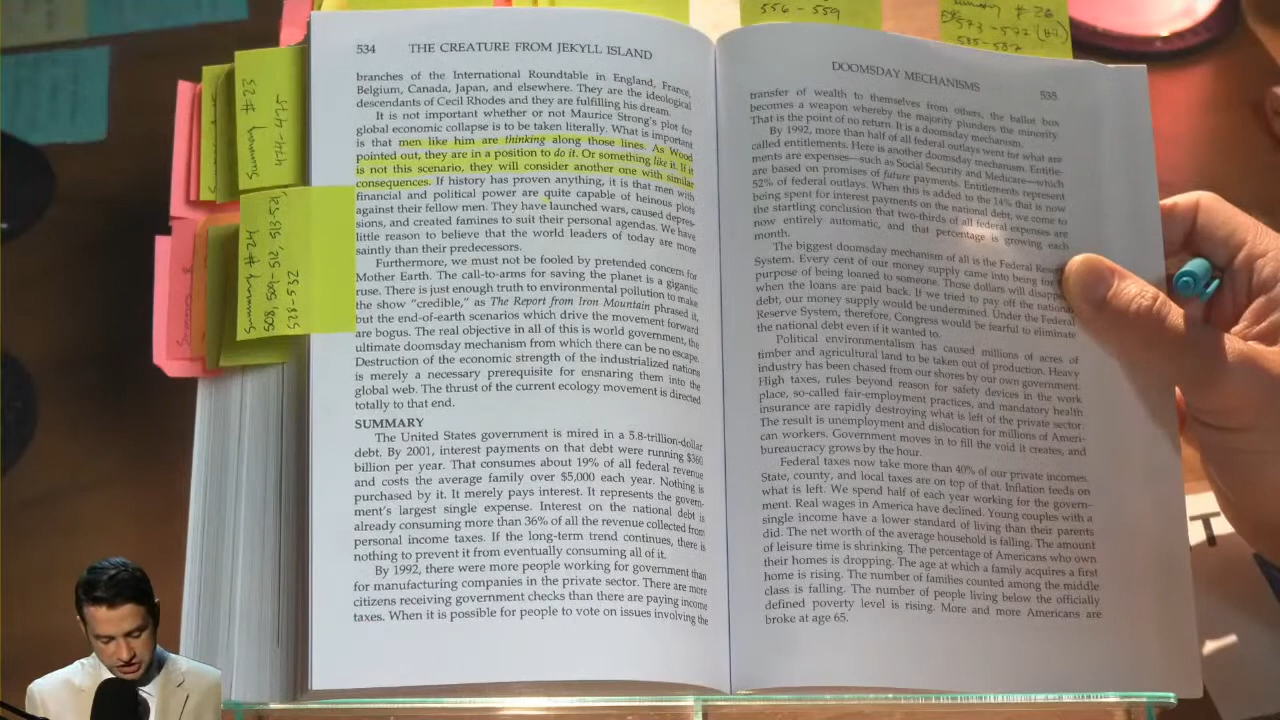 556 - 559
# 26
573 - 577 (H7)
585 - 587
474-475
Summary # 23
525-528
508 509-512, 513-521,
Summary # 24
534 THE CREATURE FROM JEKYLL ISLAND
branches of the International Roundtable in England, France,
Belgium, Canada, Japan, and elsewhere. They are the ideological
descendants of Cecil Rhodes and they are fulfilling his dream.
It is not important whether or not Maurice Strong's plot for
global economic collapse is to be taken literally. What is important
is that men like him are thinking along those lines. As Wood
pointed out, they are in a position to do it. Or something like it. If it
is not this scenario, they will consider another one with similar
consequences. If history has proven anything, it is that men with
financial and political power are quite capable of heinous plots
against their fellow men. They have launched wars, caused depres-
sions, and created famines to suit their personal agendas. We have
little reason to believe that the world leaders of today are more
saintly than their predecessors.
Furthermore, we must not be fooled by pretended concern for
Mother Earth. The call-to-arms for saving the planet is a gigantic
ruse. There is just enough truth to environmental pollution to make
the show "credible," as The Report from Iron Mountain phrased it,
but the end-of-earth scenarios which drive the movement forward
are bogus. The real objective in all of this is world government, the
ultimate doomsday mechanism from which there can be no escape.
Destruction of the economic strength of the industrialized nations
is merely a necessary prerequisite for ensnaring them into the
global web. The thrust of the current ecology movement is directed
totally to that end.
SUMMARY
The United States government is mired in a 5.8-trillion-dollar
debt. By 2001, interest payments on that debt were running $360
billion per year. That consumes about 19% of all federal revenue
and costs the average family over $5,000 each year. Nothing is
purchased by it. It merely pays interest. It represents the govern-
ment's largest single expense. Interest on the national debt is
already consuming more than 36% of all the revenue collected from
personal income taxes. If the long-term trend continues, there is
nothing to prevent it from eventually consuming all of it.
By 1992, there were more people working for government than
for manufacturing companies in the private sector. There are more
citizens receiving government checks than there are paying income
taxes. When it is possible for people to vote on issues involving the
DOOMSDAY MECHANISMS 535
transfer of wealth to themselves from others, the ballot box
becomes a weapon whereby the majority plunders the minority
That is the point of no return. It is a doomsday mechanism.
By 1992, more than half of all federal outlays went for what are
called entitlements. Here is another doomsday mechanism. Entitle-
ments are expenses—such as Social Security and Medicare—which
are based on promises of future payments. Entitlements represent
52% of federal outlays. When this is added to the 14% that is now
being spent for interest payments on the national debt, we come to
the startling conclusion that two-thirds of all federal expenses are
now entirely automatic, and that percentage is growing each
month.
The biggest doomsday mechanism of all is the Federal Reserve
System. Every cent of our money supply came into being for
purpose of being loaned to someone. Those dollars will disappe
when the loans are paid back. If we tried to pay off the national
debt, our money supply would be undermined. Under the Federal
Reserve System, therefore, Congress would be fearful to eliminate
the national debt even if it wanted to.
Political environmentalism has caused millions of acres of
timber and agricultural land to be taken out of production. Heavy
industry has been chased from our shores by our own government.
High taxes, rules beyond reason for safety devices in the work
place, so-called fair-employment practices, and mandatory health
insurance are rapidly destroying what is left of the private sector.
The result is unemployment and dislocation for millions of Ameri-
can workers. Government moves in to fill the void it creates, and
bureaucracy grows by the hour.
Federal taxes now take more than 40% of our private incomes.
State, county, and local taxes are on top of that. Inflation feeds on
what is left. We spend half of each year working for the govern-
ment. Real wages in America have declined. Young couples with a
single income have a lower standard of living than their parents
did. The net worth of the average household is falling. The amount
of leisure time is shrinking. The percentage of Americans who own
their homes is dropping. The age at which a family acquires a first
home is rising. The number of families counted among the middle
class is falling. The number of people living below the officially
defined poverty level is rising. More and more Americans are
broke at age 65.